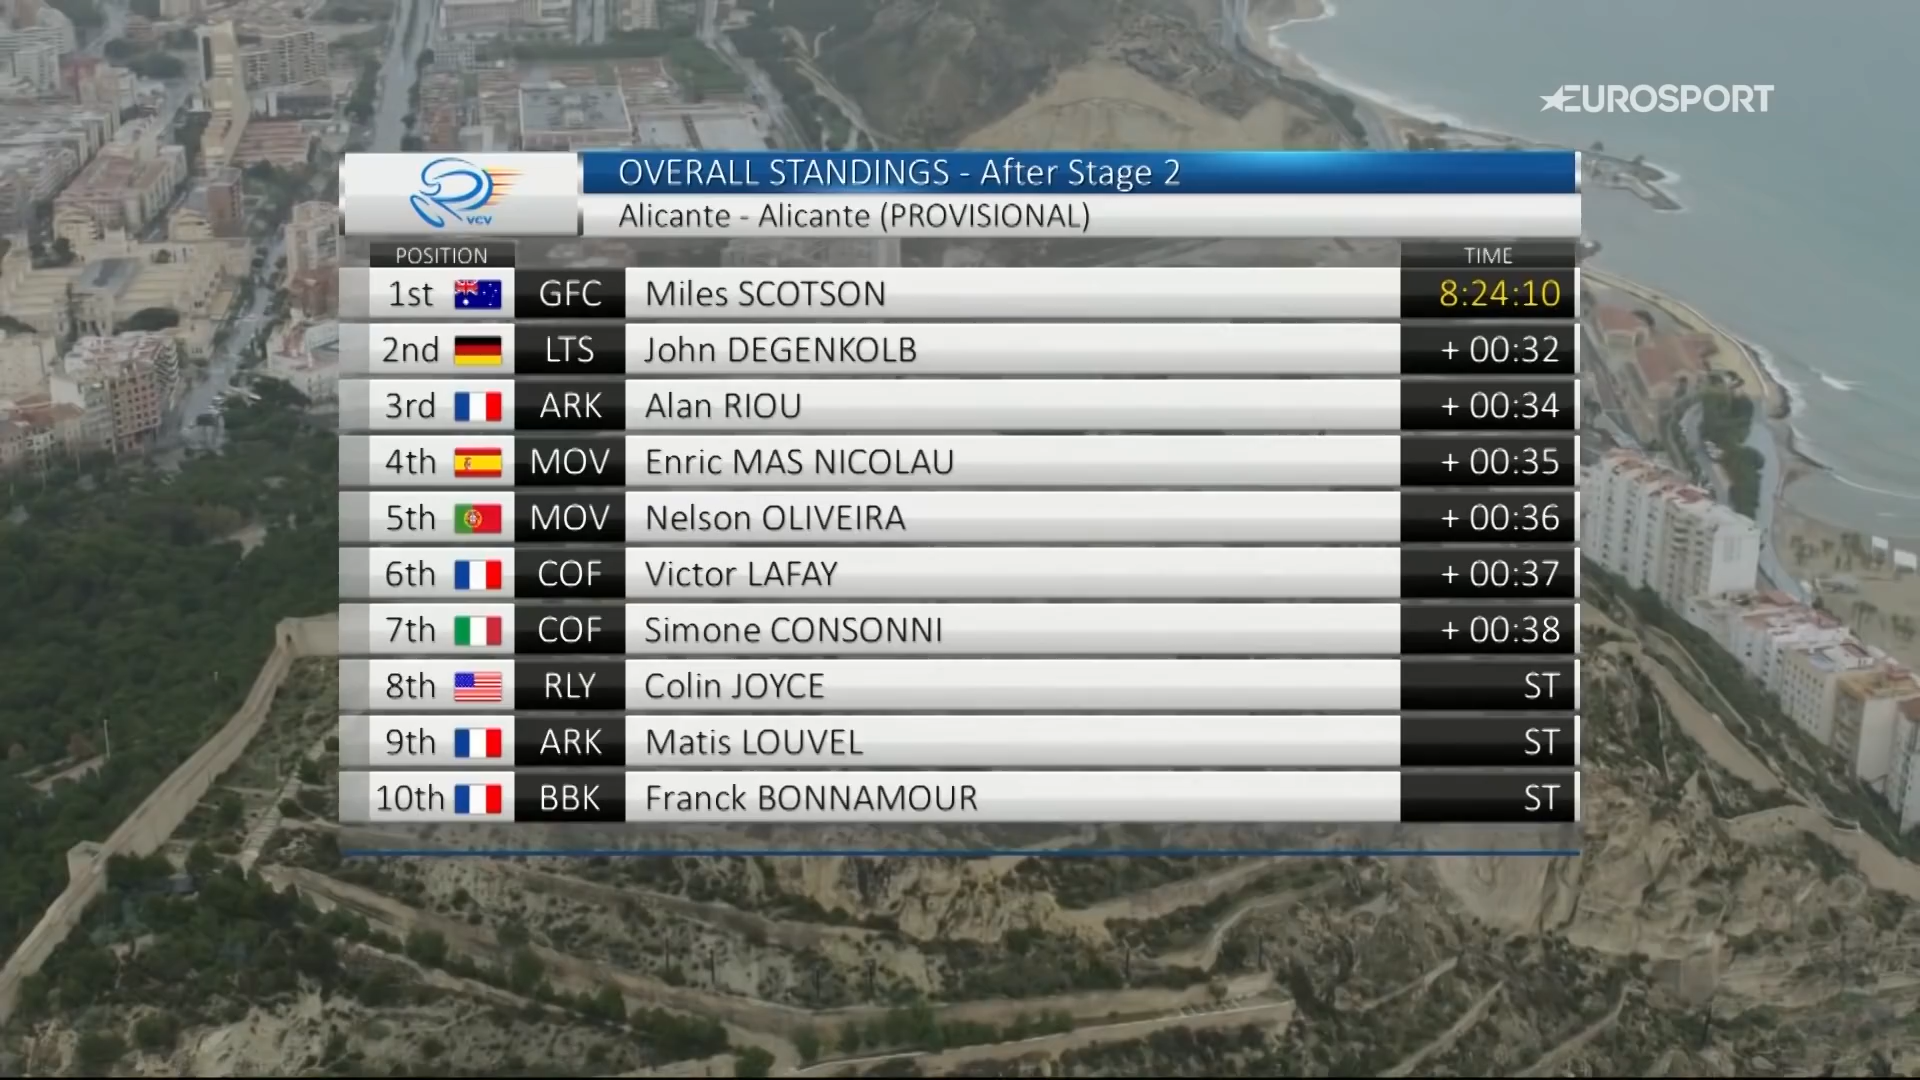 EUROSPORT
VCV
OVERALL STANDINGS - After Stage 2
Alicante - Alicante (PROVISIONAL)
POSITION TIME
1st GFC Miles SCOTSON 8:24:10
2nd LTS John DEGENKOLB + 00:32
3rd ARK Alan RIOU + 00:34
4th MOV Enric MAS NICOLAU + 00:35
5th MOV Nelson OLIVEIRA + 00:36
6th COF Victor LAFAY + 00:37
7th COF Simone CONSONNI + 00:38
8th RLY Colin JOYCE ST
9th ARK Matis LOUVEL ST
10th BBK Franck BONNAMOUR ST